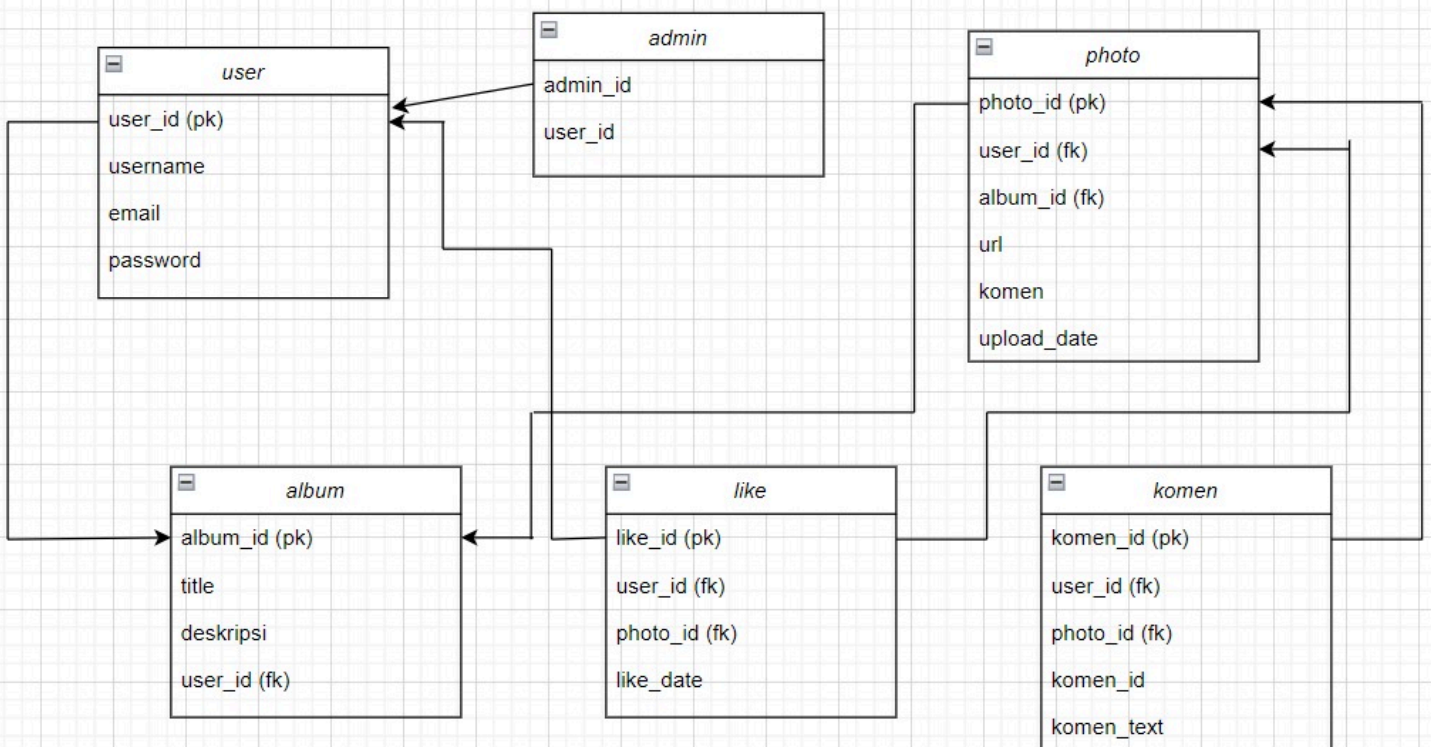 user
user_id (pk)
username
email
password
admin
admin_id
user_id
photo
photo_id (pk)
user_id (fk)
album_id (fk)
url
komen
upload_date
album
album_id (pk)
title
deskripsi
user_id (fk)
like
like_id (pk)
user_id (fk)
photo_id (fk)
like_date
komen
komen_id (pk)
user_id (fk)
photo_id (fk)
komen_id
komen_text